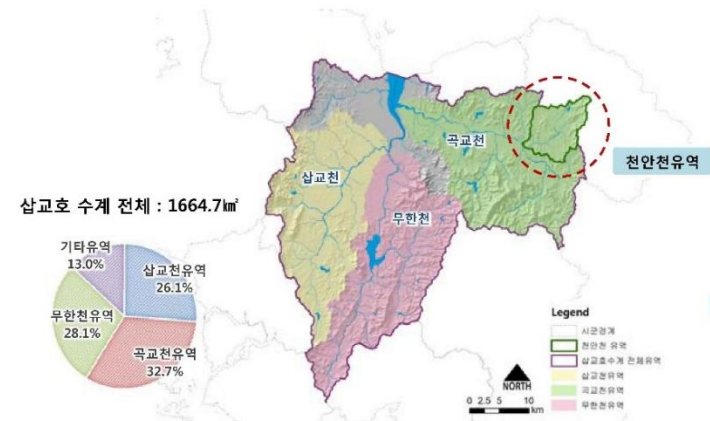 곡교천
천안천유역
삽교천
삽교호 수계 전체 : 1664.7㎢
무한천
기타유역
13.0%
삽교천유역
26.1%
무한천유역
28.1%
곡교천유역
32.7%
Legend
시군경계
천안천 유역
삽교호수계 전체유역
삽교천유역
곡교천유역
무한천유역
NORTH
0 2.5 5 10
km